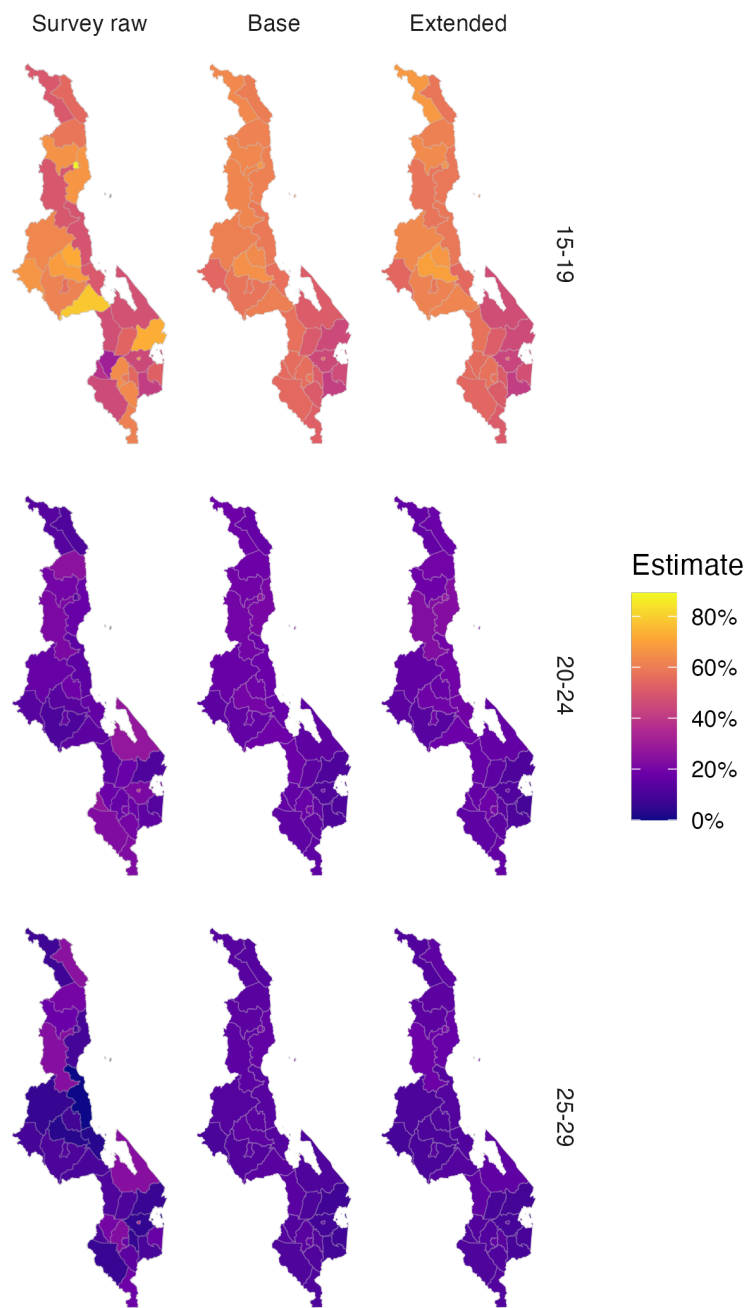 Survey raw
Base
Extended
15-19
20-24
Estimate
80%
60%
40%
20%
0%
25-29